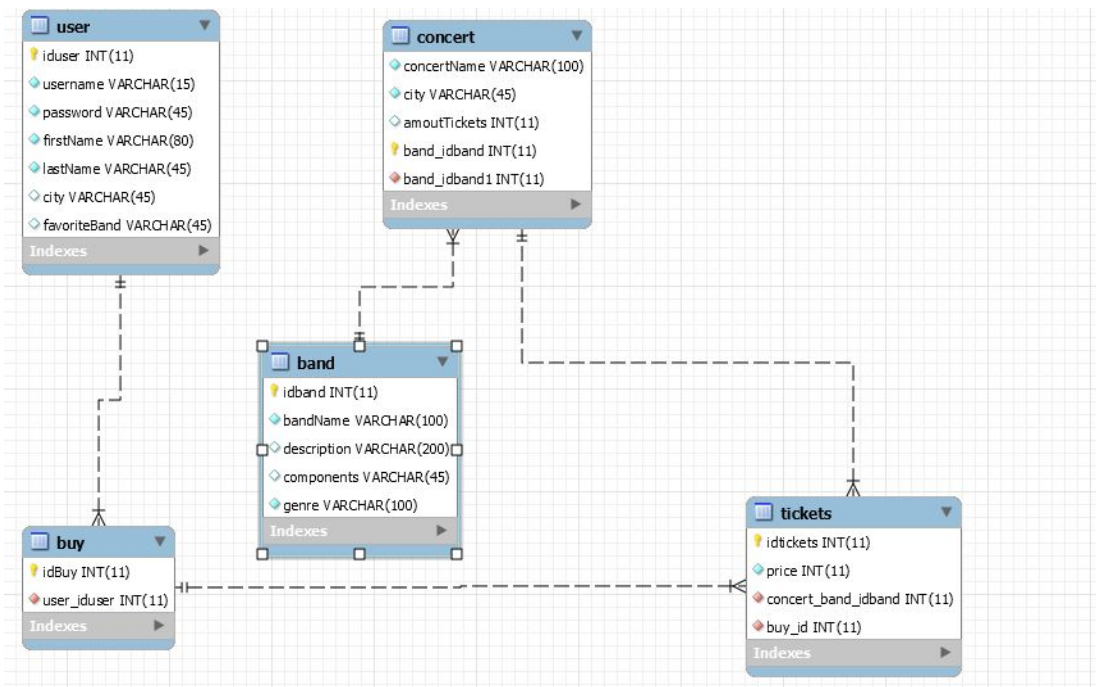 user
iduser INT(11)
username VARCHAR(15)
password VARCHAR(45)
firstName VARCHAR(80)
lastName VARCHAR(45)
city VARCHAR(45)
favoriteBand VARCHAR(45)
Indexes
concert
concertName VARCHAR(100)
city VARCHAR(45)
amoutTickets INT(11)
band_idband INT(11)
band_idband1 INT(11)
Indexes
band
idband INT(11)
bandName VARCHAR(100)
description VARCHAR(200)
components VARCHAR(45)
genre VARCHAR(100)
Indexes
buy
idBuy INT(11)
user_iduser INT(11)
Indexes
tickets
idtickets INT(11)
price INT(11)
concert_band_idband INT(11)
buy_id INT(11)
Indexes